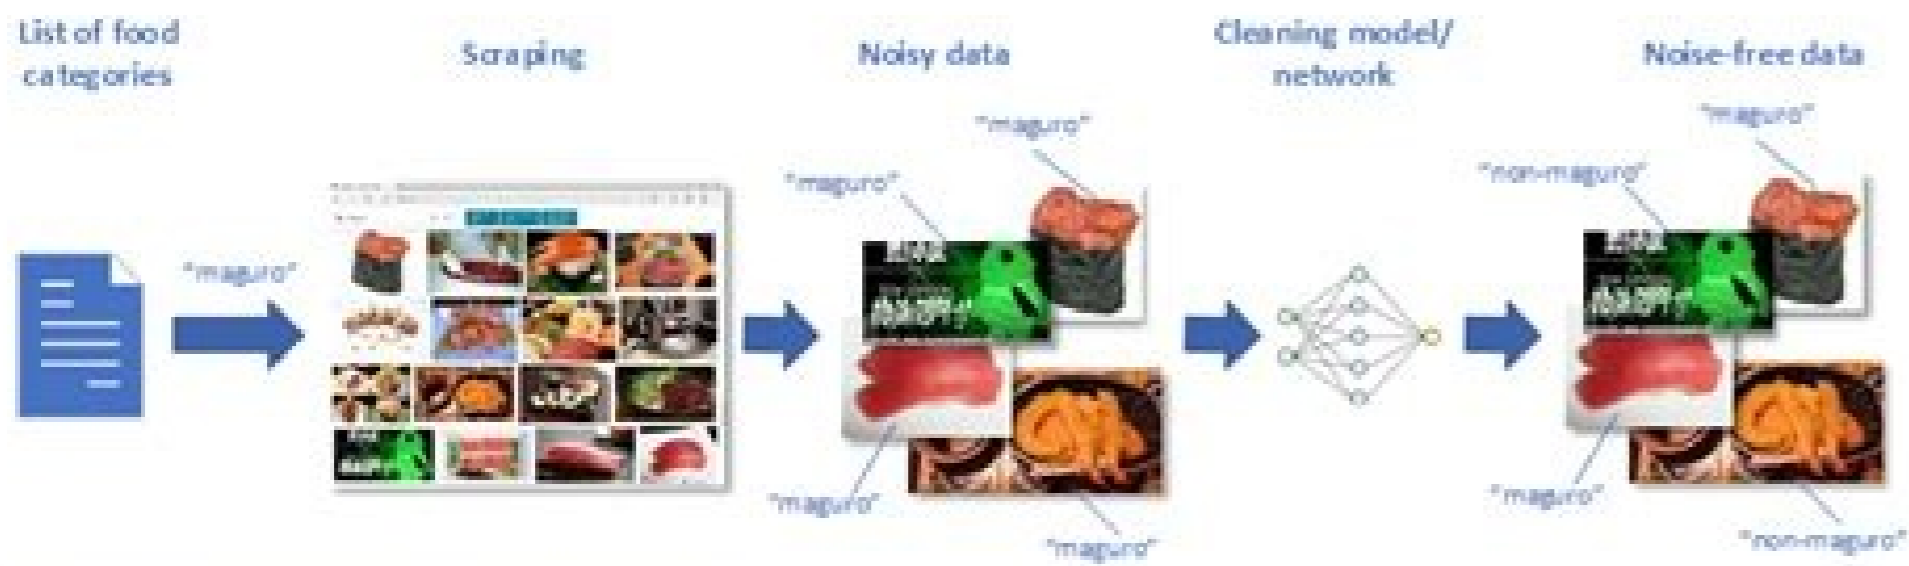 List of food
categories
Scraping
Noisy data
Cleaning model/
network
Noise-free data
"maguro"
"maguro"
"maguro"
"maguro"
"maguro"
"maguro"
"non-maguro"
"maguro"
"non-maguro"